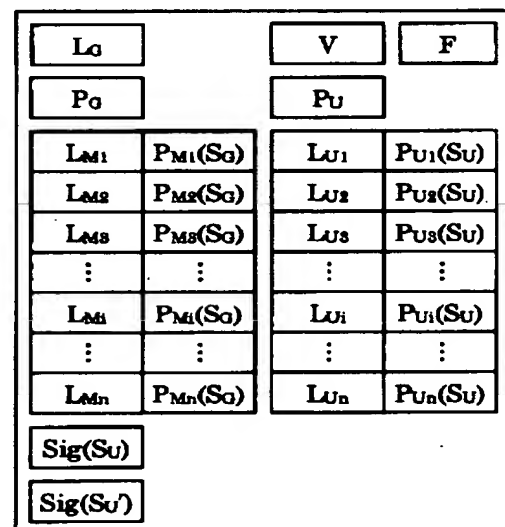 LG V F
PG PU
LM1 PM1(SG) LU1 PU1(SU)
LM2 PM2(SG) LU2 PU2(SU)
LM3 PM3(SG) LU3 PU3(SU)
⋮ ⋮ ⋮ ⋮
LMi PMi(SG) LUi PUi(SU)
⋮ ⋮ ⋮ ⋮
LMn PMn(SG) LUn PUn(SU)
Sig(SU)
Sig(SU')